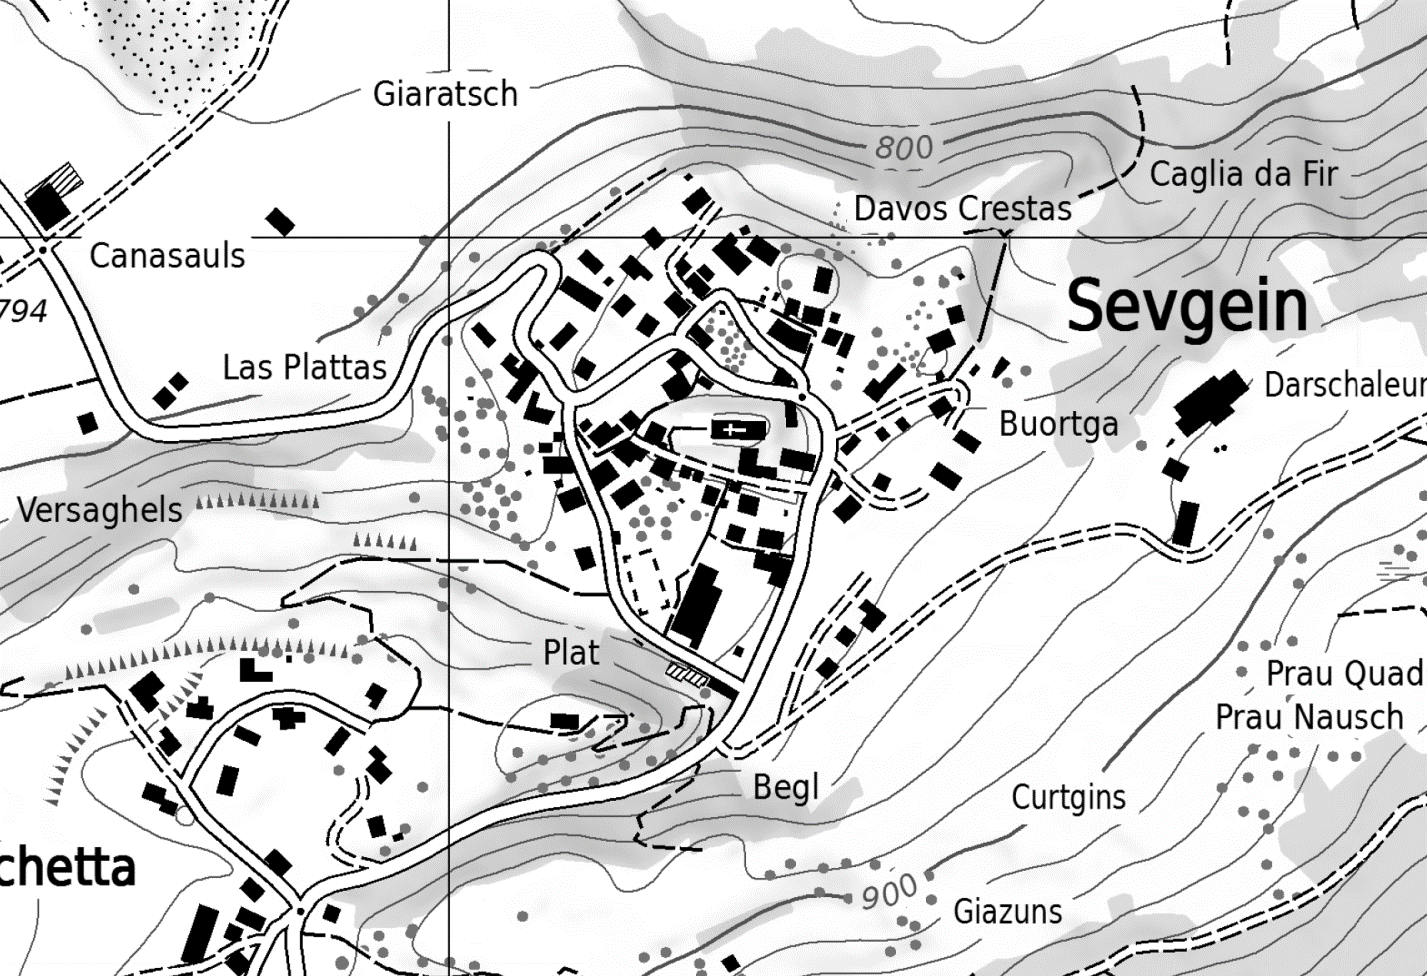 Giaratsch
800
Caglia da Fir
Davos Crestas
Canasauls
794
Sevgein
Las Plattas
Darschaleur
Buortga
Versaghels
Plat
Prau Quad
Prau Nausch
Begl
Curtgins
chetta
900
Giazuns